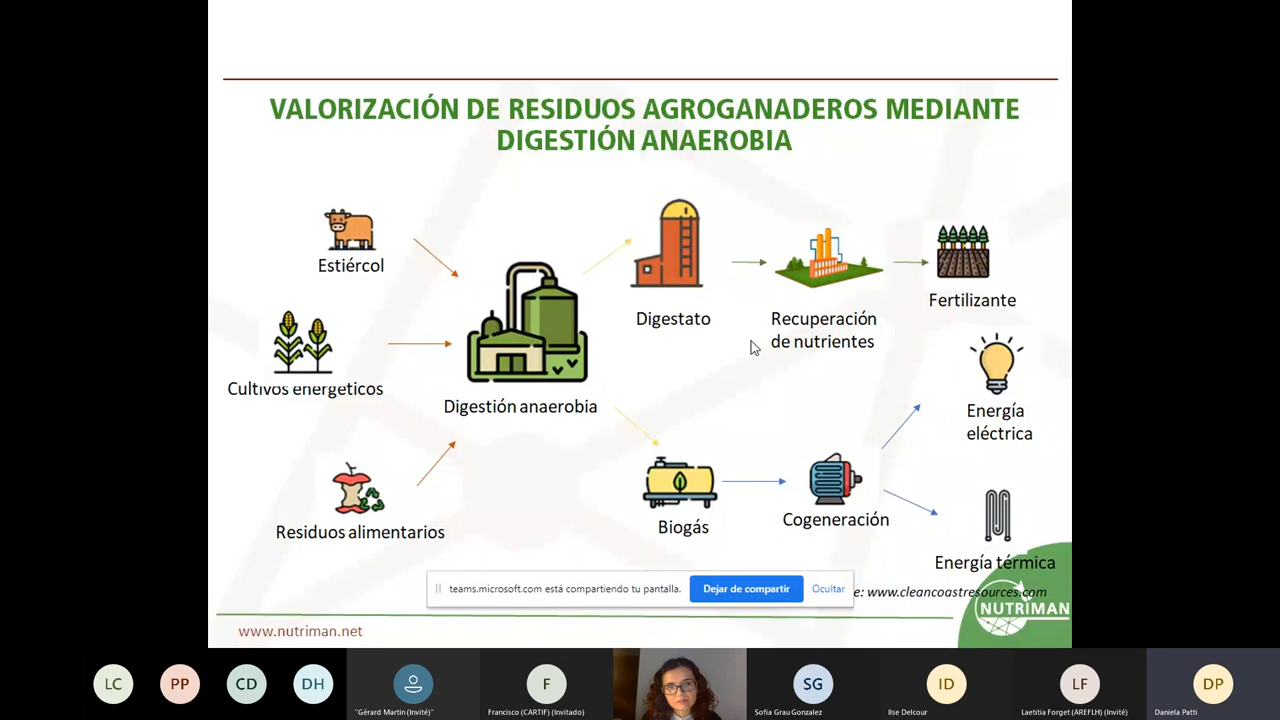 VALORIZACIÓN DE RESIDUOS AGROGANADEROS MEDIANTE
DIGESTIÓN ANAEROBIA
Estiércol
Cultivos energéticos
Residuos alimentarios
Digestión anaerobia
Digestato
Recuperación
de nutrientes
Fertilizante
Biogás
Cogeneración
Energía
eléctrica
Energía térmica
teams.microsoft.com está compartiendo tu pantalla.
Dejar de compartir
Ocultar
e: www.cleancoastresources.com
NUTRIMAN
www.nutriman.net
LC
PP
CD
DH
"Gérard Martin (Invité)"
F
Francisco (CARTIF) (Invitado)
SG
Sofia Grau Gonzalez
ID
Ilse Delcour
LF
Laetitia Forget (AREFLH) (Invité)
DP
Daniela Patti